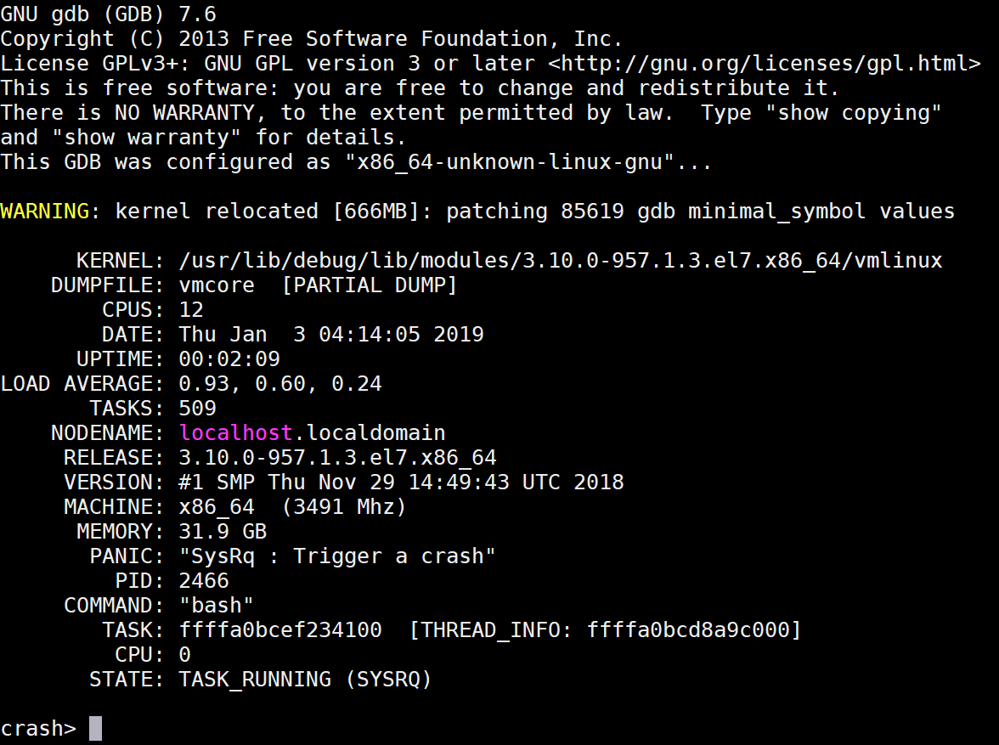 GNU gdb (GDB) 7.6
Copyright (C) 2013 Free Software Foundation, Inc.
License GPLv3+: GNU GPL version 3 or later <http://gnu.org/licenses/gpl.html>
This is free software: you are free to change and redistribute it.
There is NO WARRANTY, to the extent permitted by law.  Type "show copying"
and "show warranty" for details.
This GDB was configured as "x86_64-unknown-linux-gnu"...

WARNING: kernel relocated [666MB]: patching 85619 gdb minimal_symbol values

      KERNEL: /usr/lib/debug/lib/modules/3.10.0-957.1.3.el7.x86_64/vmlinux
    DUMPFILE: vmcore  [PARTIAL DUMP]
        CPUS: 12
        DATE: Thu Jan  3 04:14:05 2019
      UPTIME: 00:02:09
LOAD AVERAGE: 0.93, 0.60, 0.24
       TASKS: 509
    NODENAME: localhost.localdomain
     RELEASE: 3.10.0-957.1.3.el7.x86_64
     VERSION: #1 SMP Thu Nov 29 14:49:43 UTC 2018
     MACHINE: x86_64  (3491 Mhz)
      MEMORY: 31.9 GB
       PANIC: "SysRq : Trigger a crash"
         PID: 2466
     COMMAND: "bash"
        TASK: ffffa0bcef234100  [THREAD_INFO: ffffa0bcd8a9c000]
         CPU: 0
       STATE: TASK_RUNNING (SYSRQ)

crash>